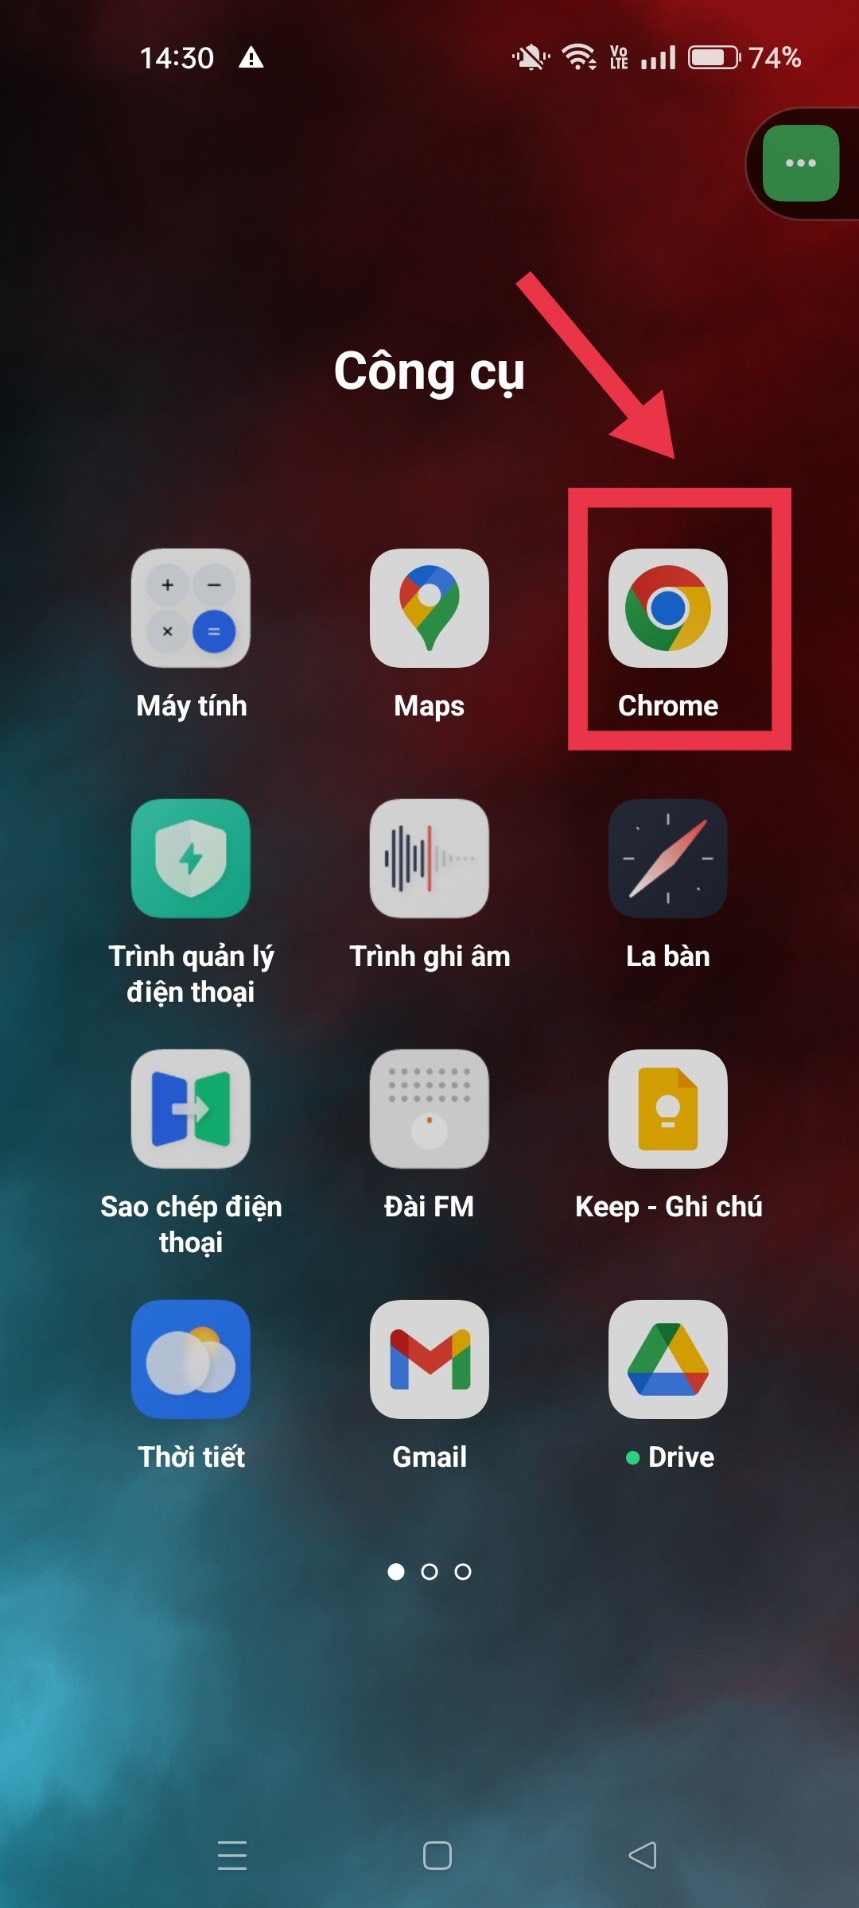 14:30
Vo
LTE
74%
Công cụ
+ −
× =
Máy tính
Maps
Chrome
Trình quản lý
điện thoại
Trình ghi âm
La bàn
Sao chép điện
thoại
Đài FM
Keep - Ghi chú
Thời tiết
Gmail
Drive